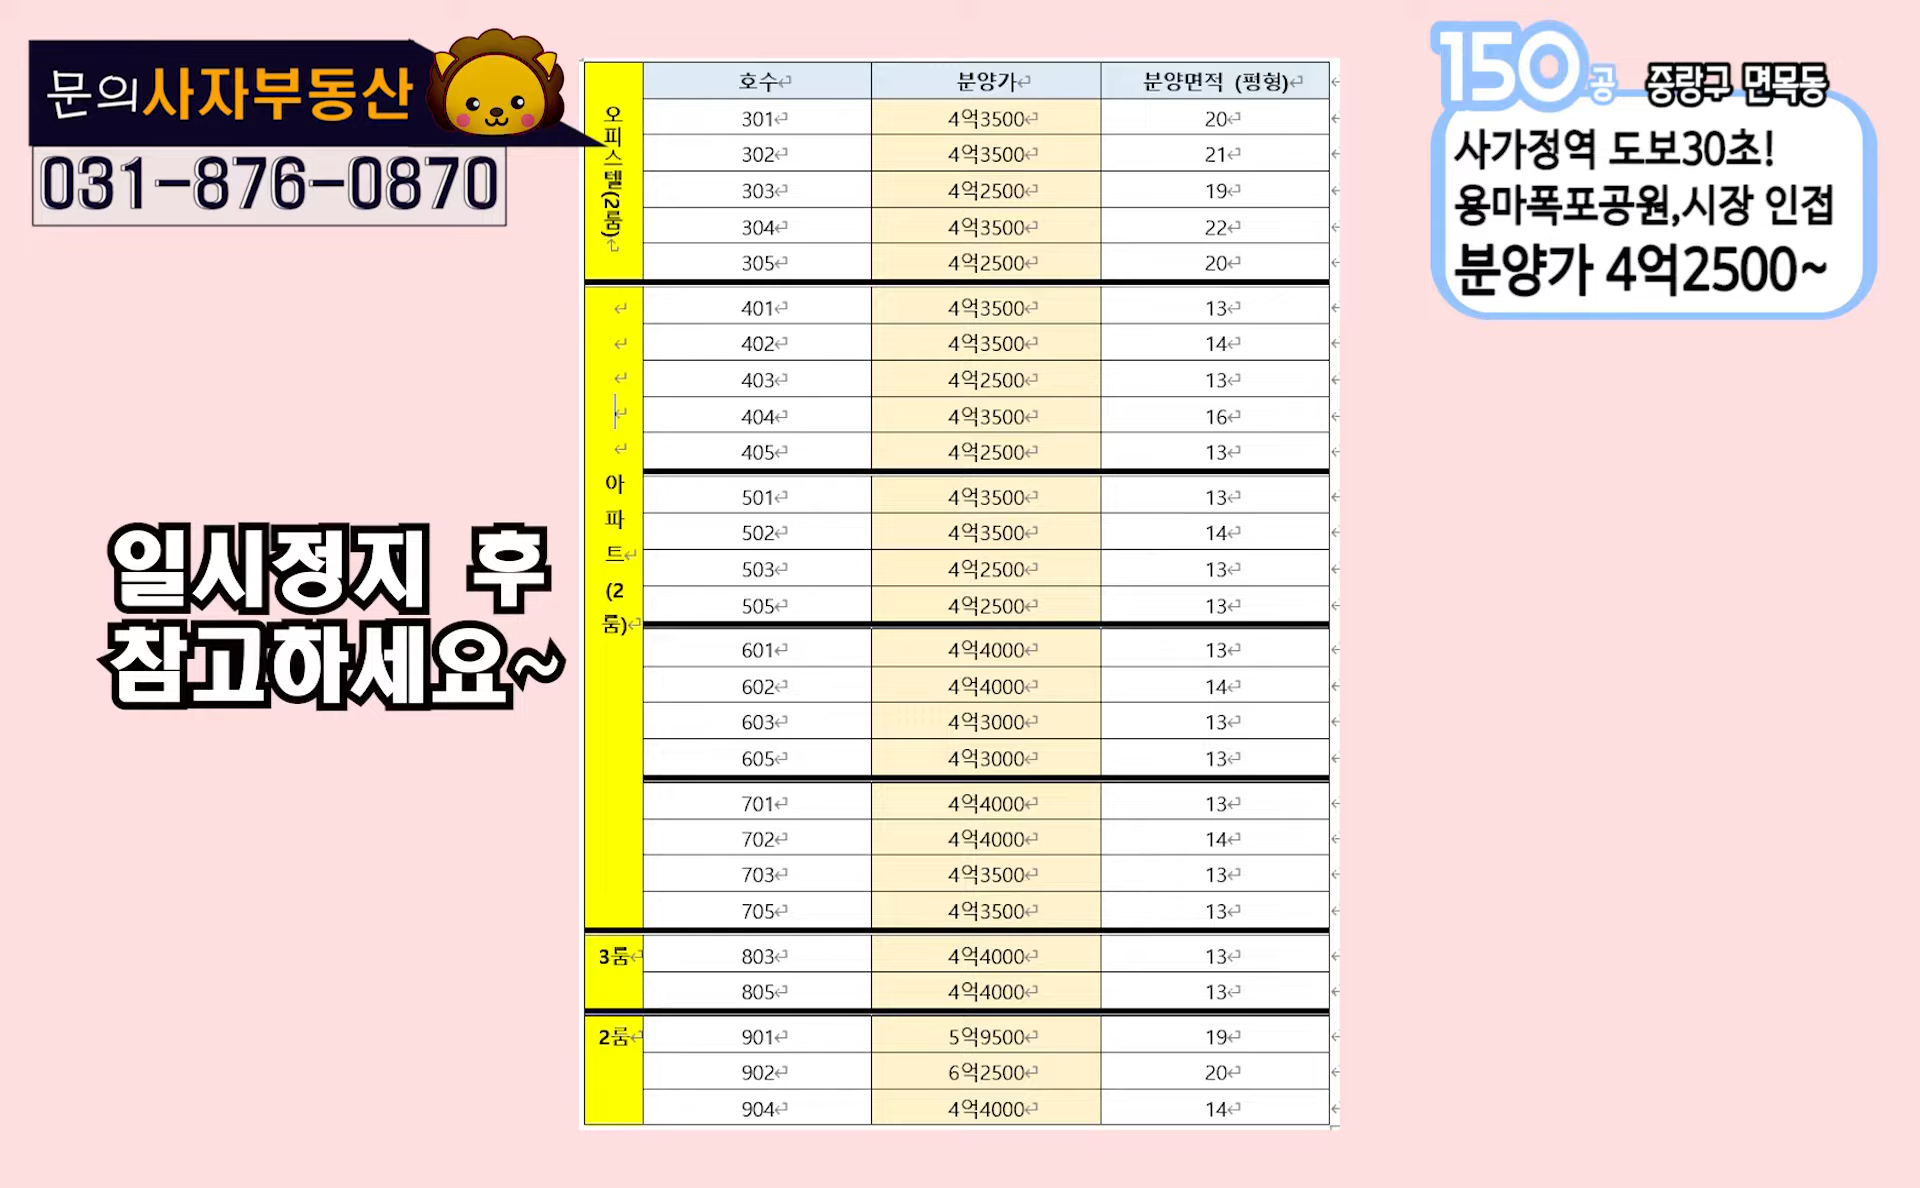 문의사자부동산
031-876-0870
150공 중랑구 면목동
사가정역 도보30초!
용마폭포공원,시장 인접
분양가 4억2500~
일시정지 후
참고하세요~
호수 분양가 분양면적 (평형)
오피스텔(2룸)
301 4억3500 20
302 4억3500 21
303 4억2500 19
304 4억3500 22
305 4억2500 20
아파트(2룸)
401 4억3500 13
402 4억3500 14
403 4억2500 13
404 4억3500 16
405 4억2500 13
501 4억3500 13
502 4억3500 14
503 4억2500 13
505 4억2500 13
601 4억4000 13
602 4억4000 14
603 4억3000 13
605 4억3000 13
701 4억4000 13
702 4억4000 14
703 4억3500 13
705 4억3500 13
3룸 803 4억4000 13
805 4억4000 13
2룸 901 5억9500 19
902 6억2500 20
904 4억4000 14